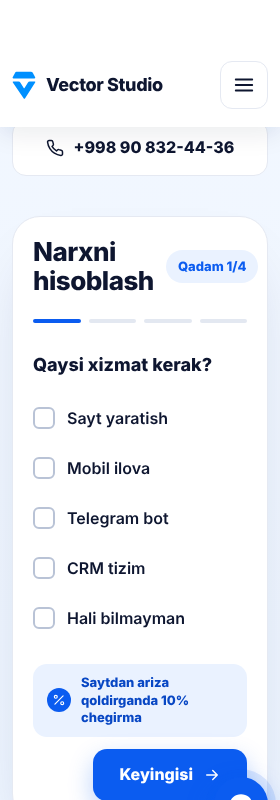 Vector Studio
+998 90 832-44-36
Narxni
hisoblash
Qadam 1/4
Qaysi xizmat kerak?
Sayt yaratish
Mobil ilova
Telegram bot
CRM tizim
Hali bilmayman
Saytdan ariza
qoldirganda 10%
chegirma
Keyingisi →